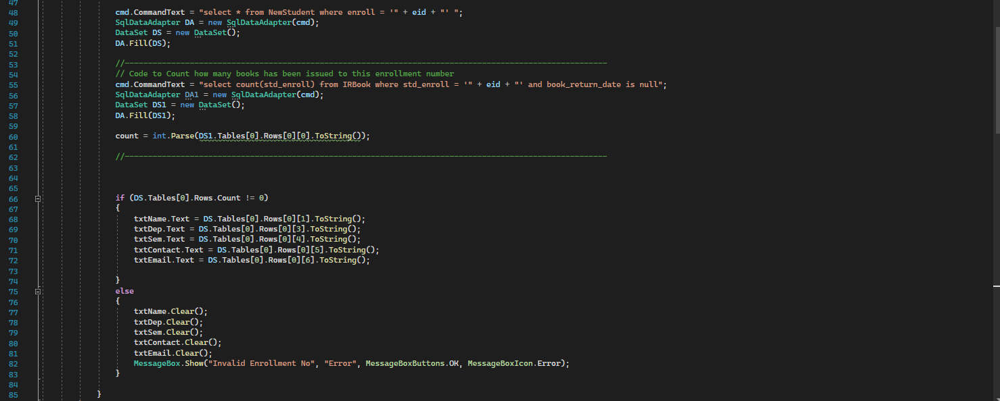 47
48 cmd.CommandText = "select * from NewStudent where enroll = '" + eid + "' ";
49 SqlDataAdapter DA = new SqlDataAdapter(cmd);
50 DataSet DS = new DataSet();
51 DA.Fill(DS);
52
53 //--------------------------------------------------------------------------------------------------------
54 // Code to Count how many books has been issued to this enrollment number
55 cmd.CommandText = "select count(std_enroll) from IRBook where std_enroll = '" + eid + "' and book_return_date is null";
56 SqlDataAdapter DA1 = new SqlDataAdapter(cmd);
57 DataSet DS1 = new DataSet();
58 DA.Fill(DS1);
59
60 count = int.Parse(DS1.Tables[0].Rows[0][0].ToString());
61
62 //--------------------------------------------------------------------------------------------------------
63
64
65
66 if (DS.Tables[0].Rows.Count != 0)
67 {
68 txtName.Text = DS.Tables[0].Rows[0][1].ToString();
69 txtDep.Text = DS.Tables[0].Rows[0][3].ToString();
70 txtSem.Text = DS.Tables[0].Rows[0][4].ToString();
71 txtContact.Text = DS.Tables[0].Rows[0][5].ToString();
72 txtEmail.Text = DS.Tables[0].Rows[0][6].ToString();
73
74 }
75 else
76 {
77 txtName.Clear();
78 txtDep.Clear();
79 txtSem.Clear();
80 txtContact.Clear();
81 txtEmail.Clear();
82 MessageBox.Show("Invalid Enrollment No", "Error", MessageBoxButtons.OK, MessageBoxIcon.Error);
83 }
84
85 }